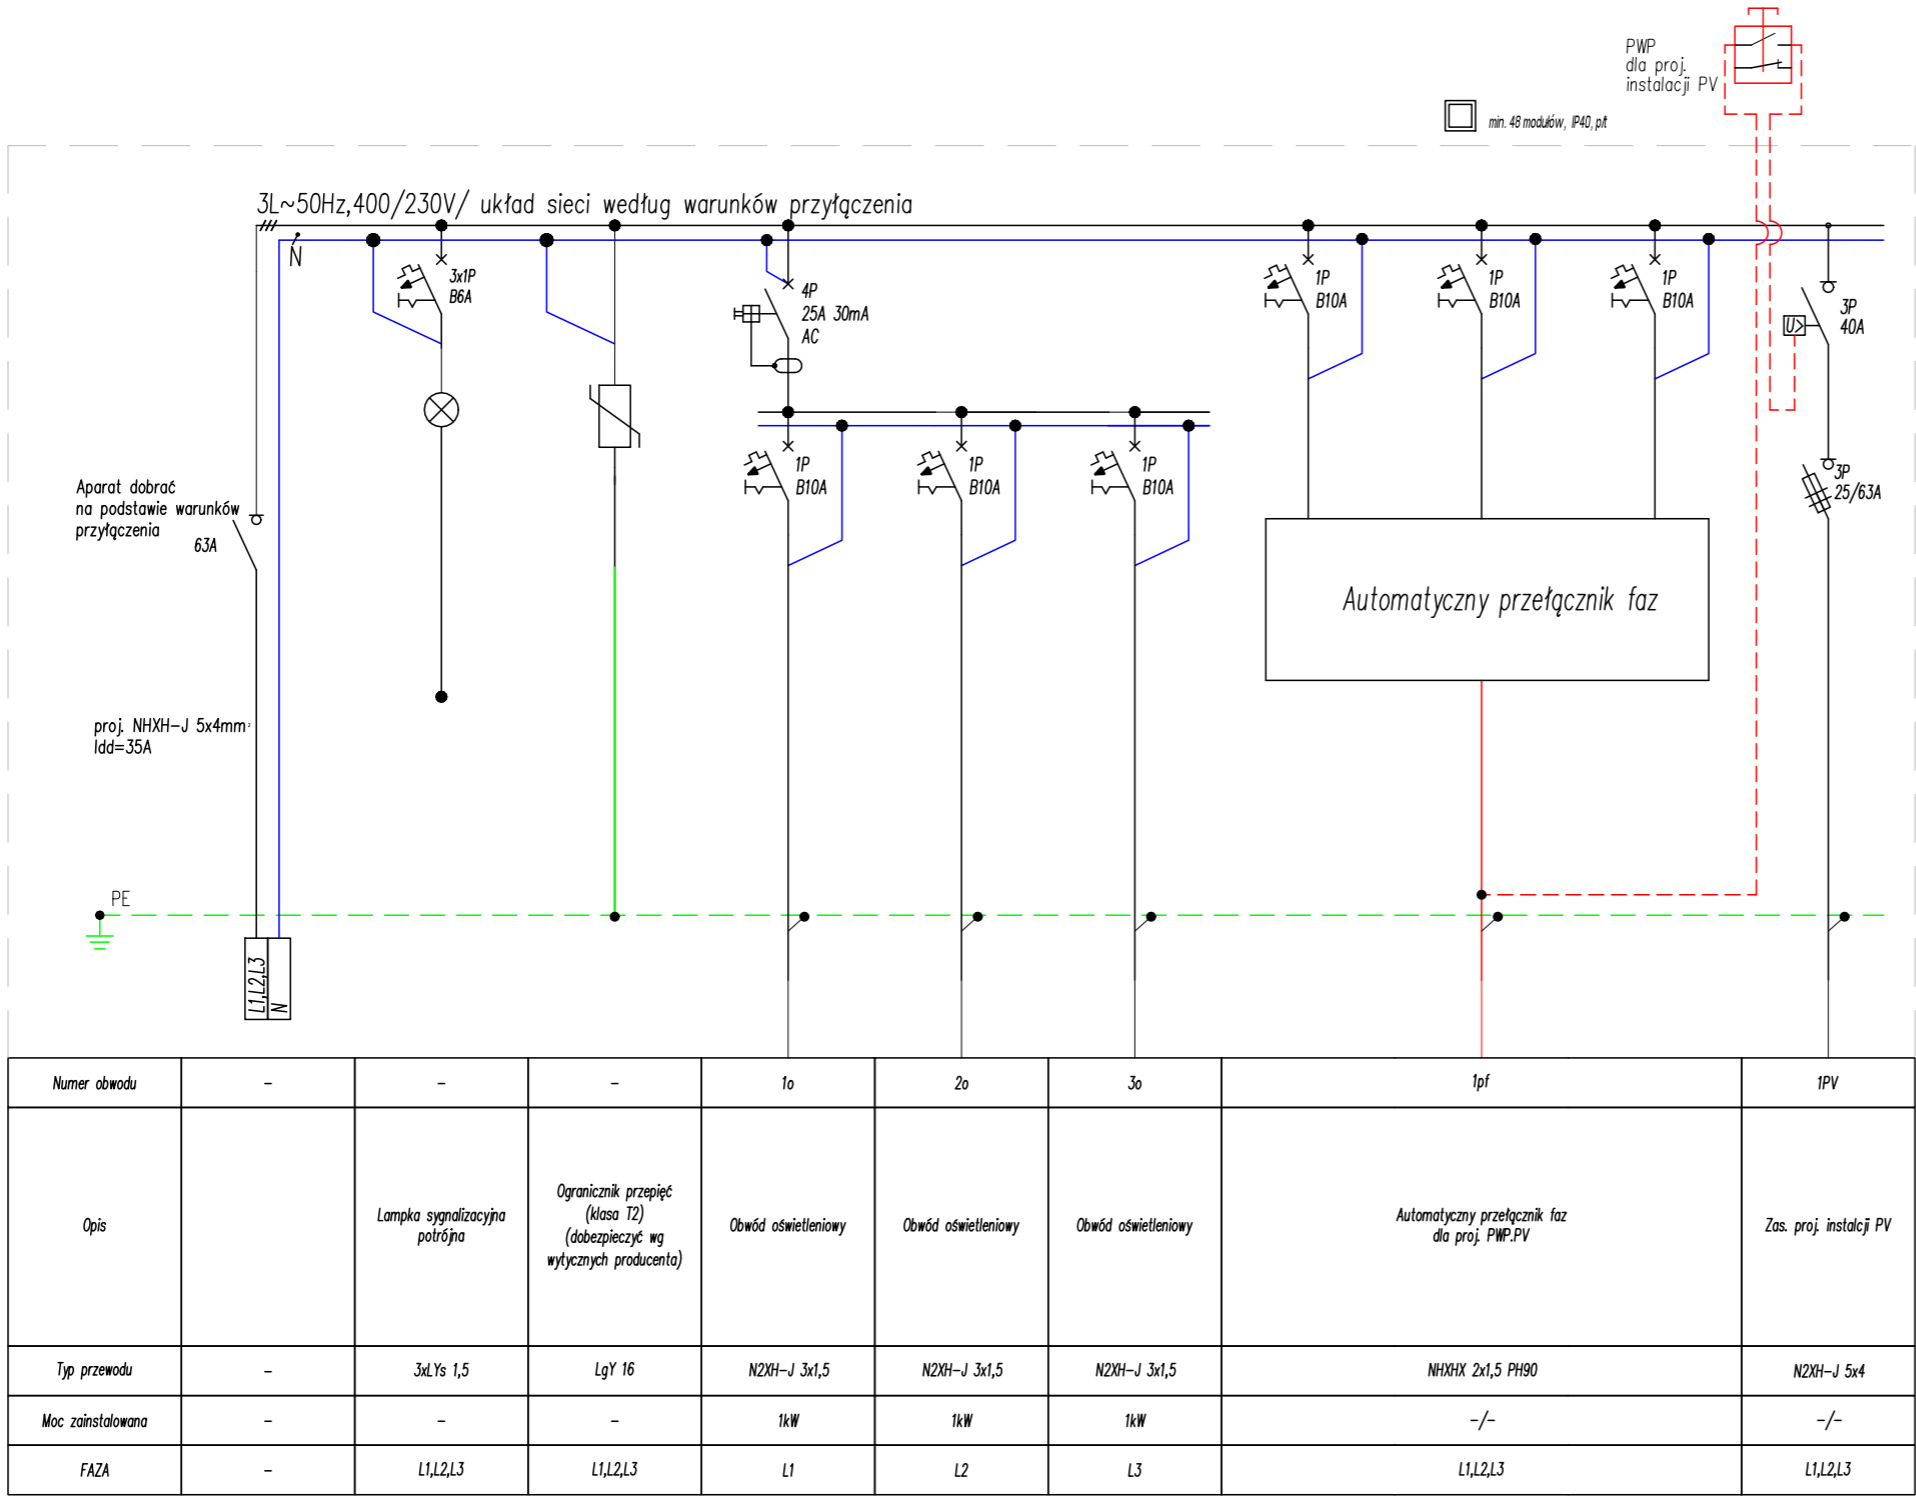 PWP
dla proj.
instalacji PV
min. 48 modułów, IP40, p/t
3L~50Hz,400/230V/ układ sieci według warunków przyłączenia
N
3x1P
B6A
4P
25A 30mA
AC
1P
B10A
1P
B10A
1P
B10A
U>
3P
40A
1P
B10A
1P
B10A
1P
B10A
3P
25/63A
Aparat dobrać
na podstawie warunków
przyłączenia
63A
Automatyczny przełącznik faz
proj. NHXH-J 5x4mm²
Idd=35A
PE
L1,L2,L3
N
Numer obwodu - - - 1o 2o 3o 1pf 1PV
Opis
Lampka sygnalizacyjna
potrójna
Ogranicznik przepięć
(klasa T2)
(dobezpieczyć wg
wytycznych producenta)
Obwód oświetleniowy
Obwód oświetleniowy
Obwód oświetleniowy
Automatyczny przełącznik faz
dla proj. PWP.PV
Zas. proj. instalcji PV
Typ przewodu - 3xLYs 1,5 LgY 16 N2XH-J 3x1,5 N2XH-J 3x1,5 N2XH-J 3x1,5 NHXHX 2x1,5 PH90 N2XH-J 5x4
Moc zainstalowana - - - 1kW 1kW 1kW -/- -/-
FAZA - L1,L2,L3 L1,L2,L3 L1 L2 L3 L1,L2,L3 L1,L2,L3